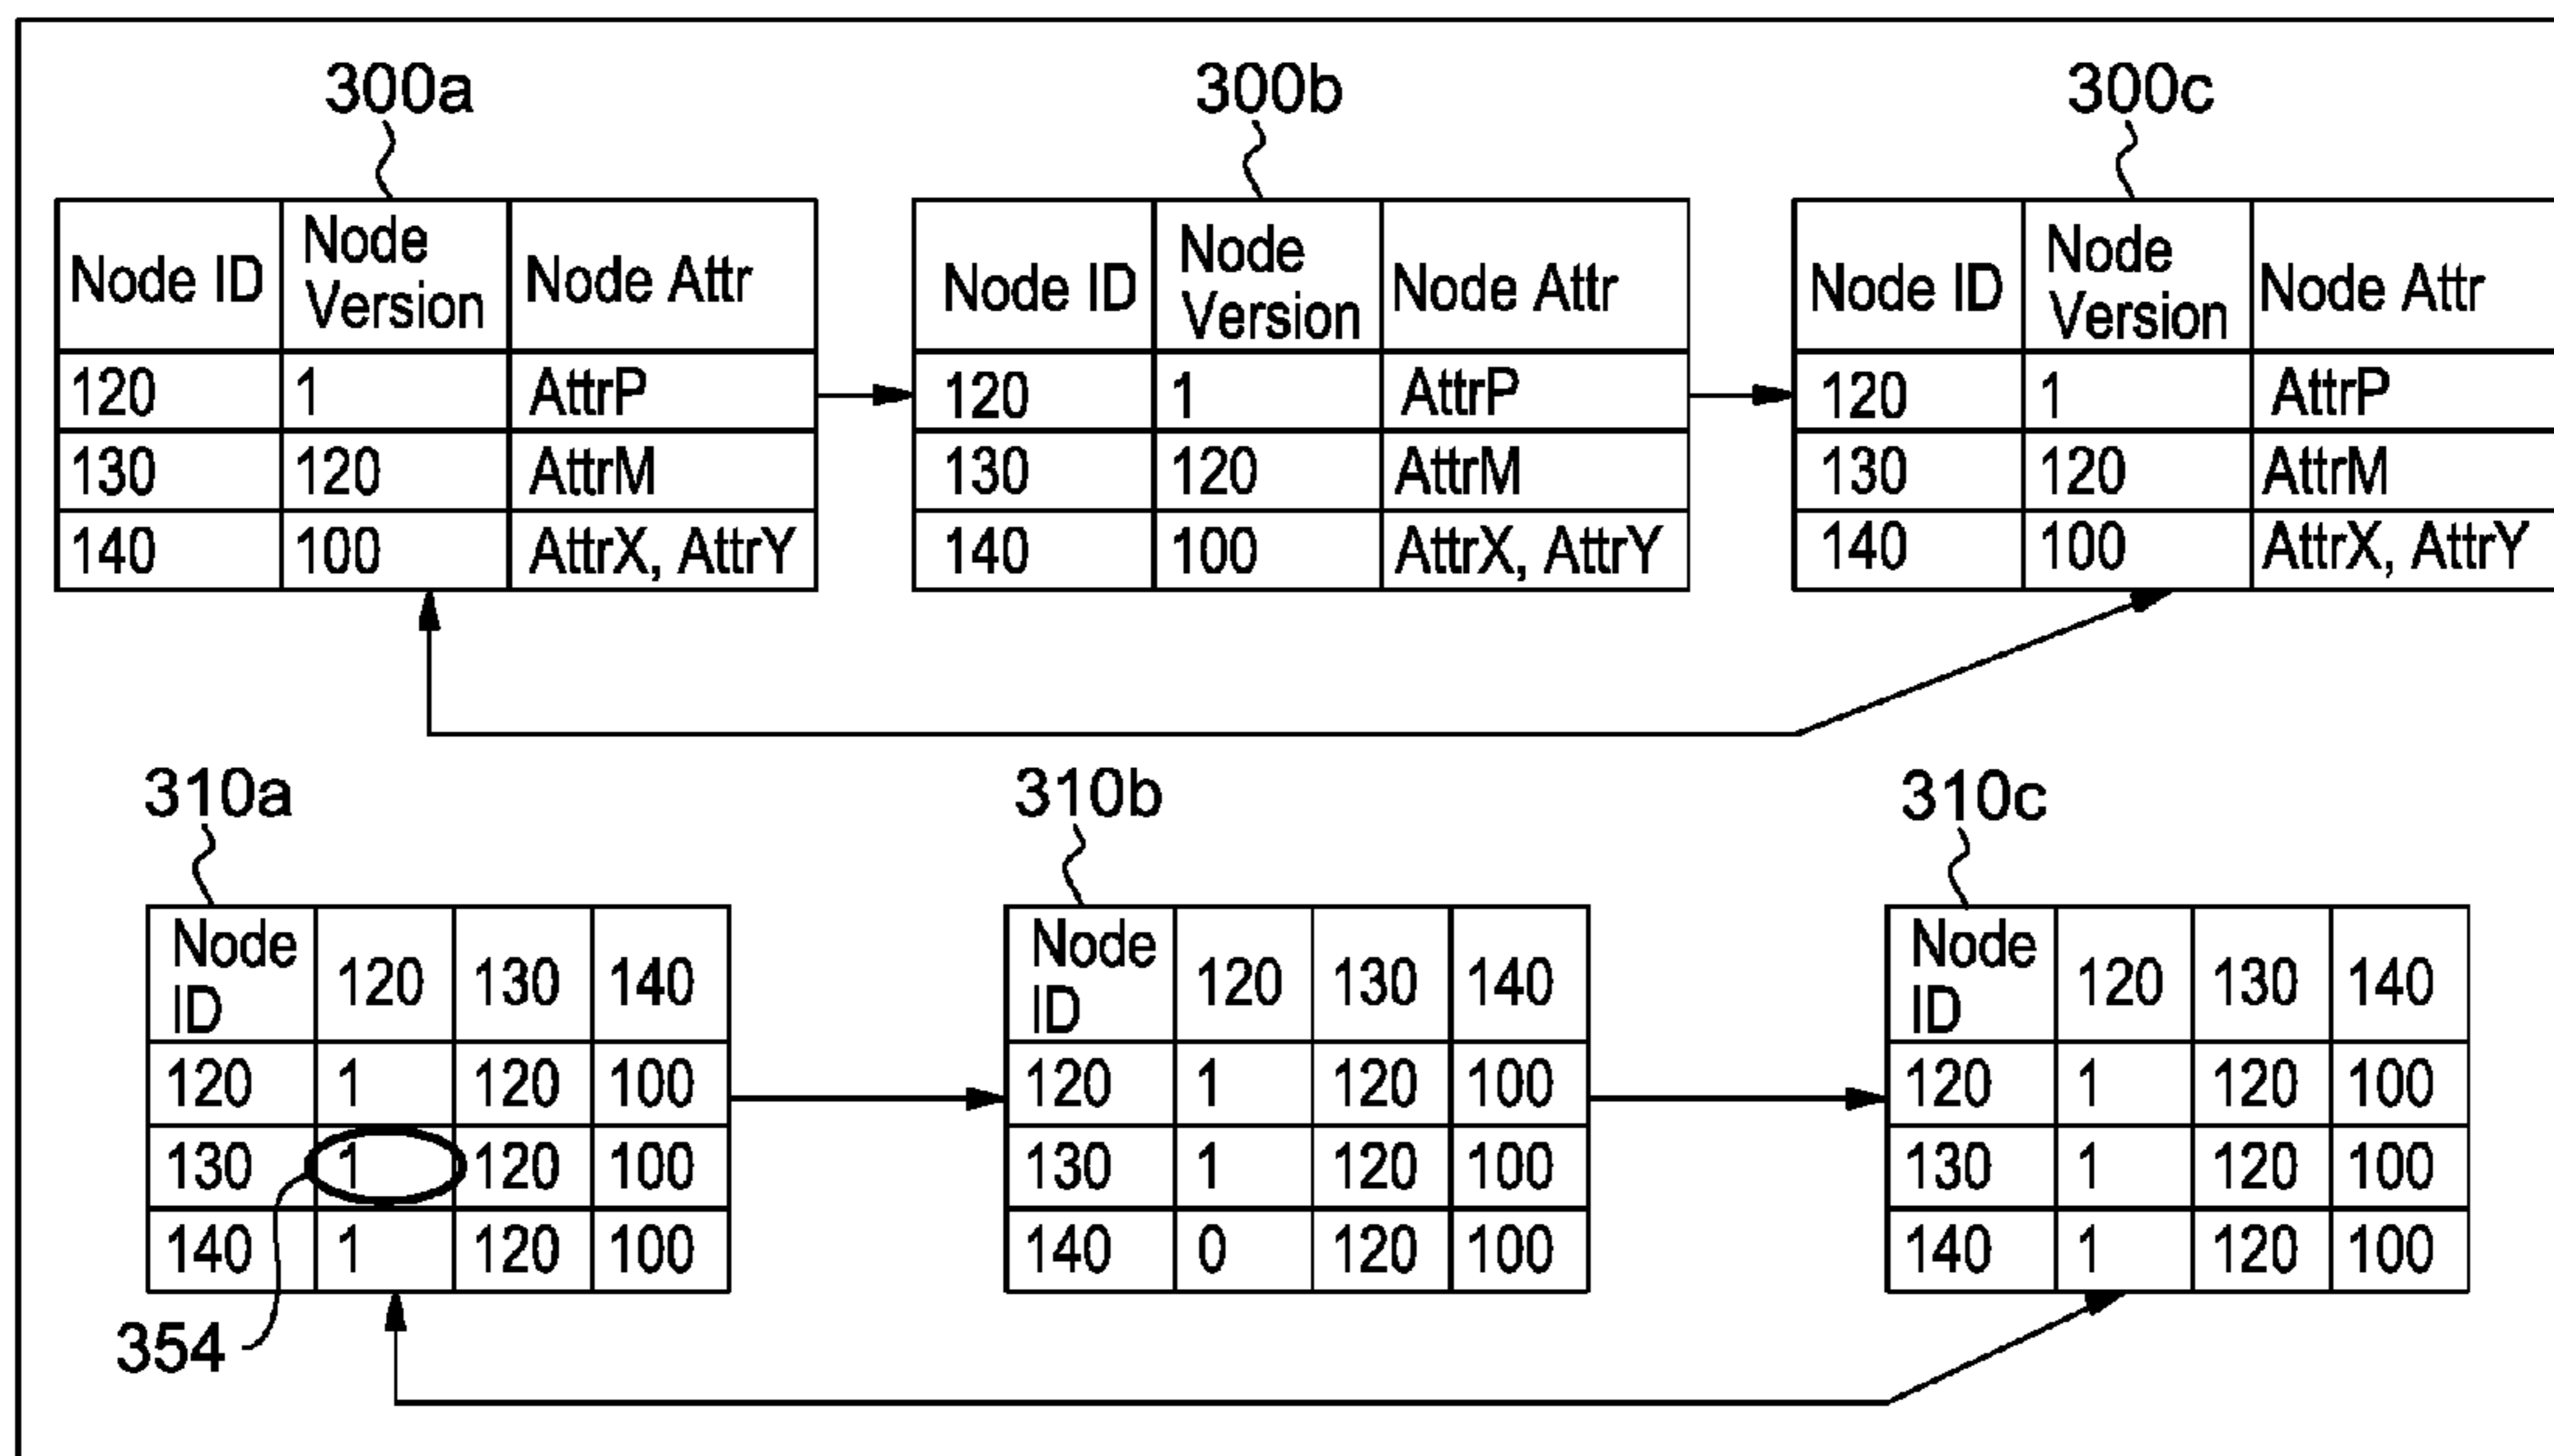 300a 300b 300c
Node ID Node Version Node Attr Node ID Node Version Node Attr Node ID Node Version Node Attr
120 1 AttrP 120 1 AttrP 120 1 AttrP
130 120 AttrM 130 120 AttrM 130 120 AttrM
140 100 AttrX, AttrY 140 100 AttrX, AttrY 140 100 AttrX, AttrY
310a 310b 310c
Node ID 120 130 140 Node ID 120 130 140 Node ID 120 130 140
120 1 120 100 120 1 120 100 120 1 120 100
130 1 120 100 130 1 120 100 130 1 120 100
140 1 120 100 140 0 120 100 140 1 120 100
354